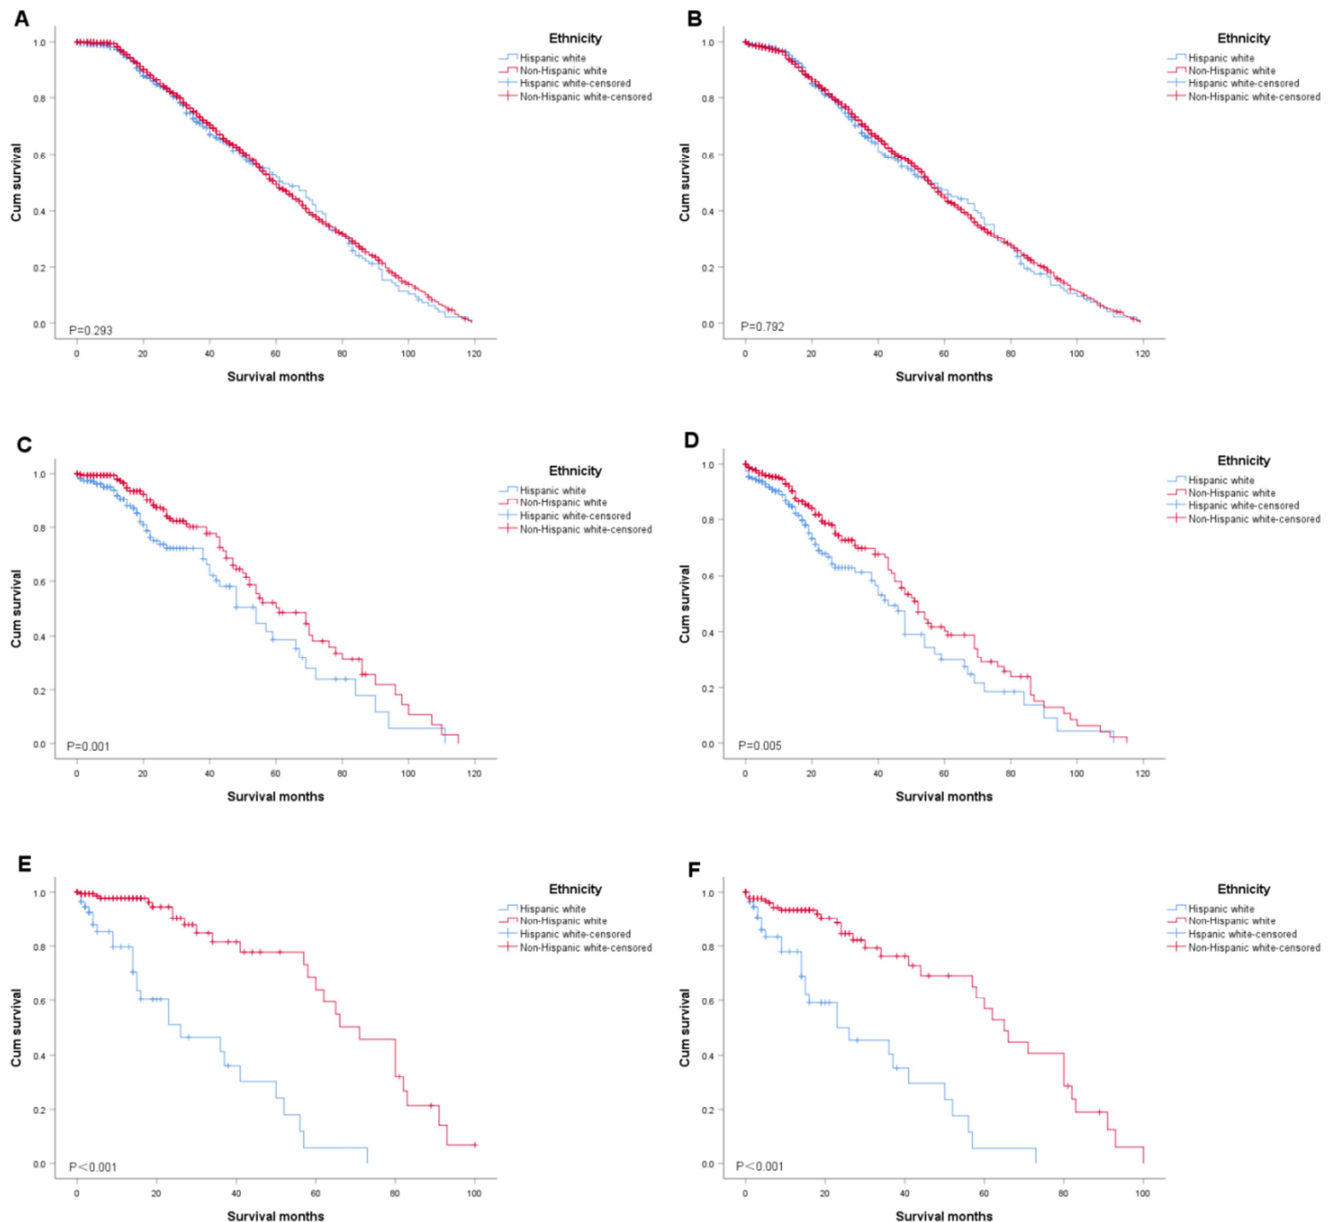 A
Ethnicity
Hispanic white
Non-Hispanic white
Hispanic white-censored
Non-Hispanic white-censored
Cum survival
1.0
0.8
0.6
0.4
0.2
0.0
P=0.293
0 20 40 60 80 100 120
Survival months
B
Ethnicity
Hispanic white
Non-Hispanic white
Hispanic white-censored
Non-Hispanic white-censored
Cum survival
1.0
0.8
0.6
0.4
0.2
0.0
P=0.792
0 20 40 60 80 100 120
Survival months
C
Ethnicity
Hispanic white
Non-Hispanic white
Hispanic white-censored
Non-Hispanic white-censored
Cum survival
1.0
0.8
0.6
0.4
0.2
0.0
P=0.001
0 20 40 60 80 100 120
Survival months
D
Ethnicity
Hispanic white
Non-Hispanic white
Hispanic white-censored
Non-Hispanic white-censored
Cum survival
1.0
0.8
0.6
0.4
0.2
0.0
P=0.005
0 20 40 60 80 100 120
Survival months
E
Ethnicity
Hispanic white
Non-Hispanic white
Hispanic white-censored
Non-Hispanic white-censored
Cum survival
1.0
0.8
0.6
0.4
0.2
0.0
P<0.001
0 20 40 60 80 100
Survival months
F
Ethnicity
Hispanic white
Non-Hispanic white
Hspanic white-censored
Non-Hispanic white-censored
Cum survival
1.0
0.8
0.6
0.4
0.2
0.0
P<0.001
0 20 40 60 80 100
Survival months